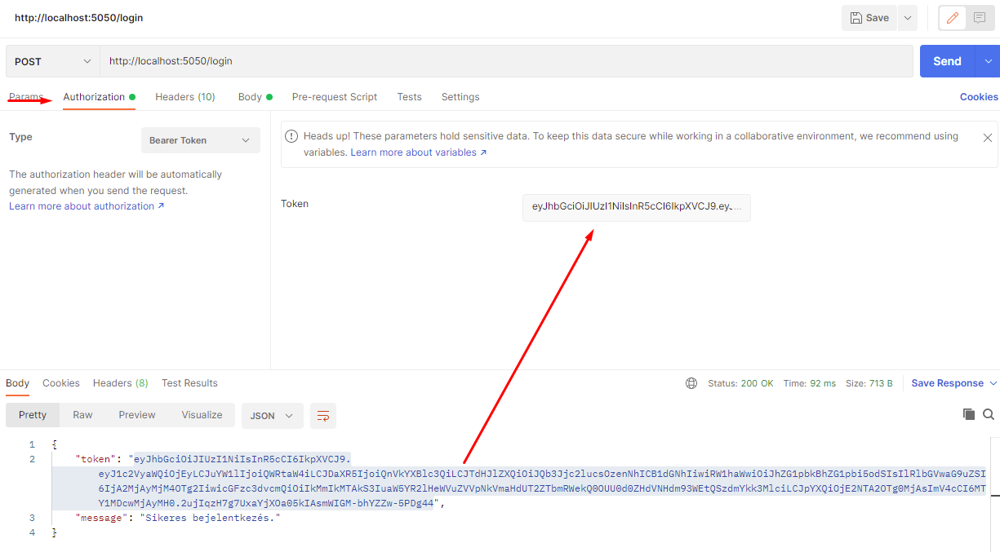 http://localhost:5050/login
Save
POST
http://localhost:5050/login
Send
Params
Authorization
Headers (10)
Body
Pre-request Script
Tests
Settings
Cookies
Type
Bearer Token
The authorization header will be automatically
generated when you send the request.
Learn more about authorization ↗
Heads up! These parameters hold sensitive data. To keep this data secure while working in a collaborative environment, we recommend using
variables. Learn more about variables ↗
Token
eyJhbGciOiJIUzI1NiIsInR5cCI6IkpXVCJ9.ey...
Body
Cookies
Headers (8)
Test Results
Status: 200 OK
Time: 92 ms
Size: 713 B
Save Response
Pretty
Raw
Preview
Visualize
JSON
1 {
2 "token": "eyJhbGciOiJIUzI1NiIsInR5cCI6IkpXVCJ9.
eyJ1c2VyaWQiOjEyLCJuYW1lIjoiQWRtaW4iLCJDaXR5IjoiQnVkYXBlc3QiLCJTdHJlZXQiOiJQb3Jjc2lucsOzenNhICB1dGNhIiwiRW1haWwiOiJhZG1pbkBhZG1pbi5odSIsIlRlbGVwaG9uZSI
6IjA2MjAyMjM4OTg2IiwicGFzc3dvcmQiOiIkMmIkMTAkS3IuaW5YR2lHeWVuZVVpNkVmaHdUT2ZTbmRWekQ0OUU0d0ZHdVNHdm93WEtQSzdmYkk3MlciLCJpYXQiOjE2NTA2OTg0MjAsImV4cCI6MT
Y1MDcwMjAyMH0.2ujIqzH7g7UxaYjXOa05kIAsmWIGM-bhYZZw-5PDg44",
3 "message": "Sikeres bejelentkezés."
4 }